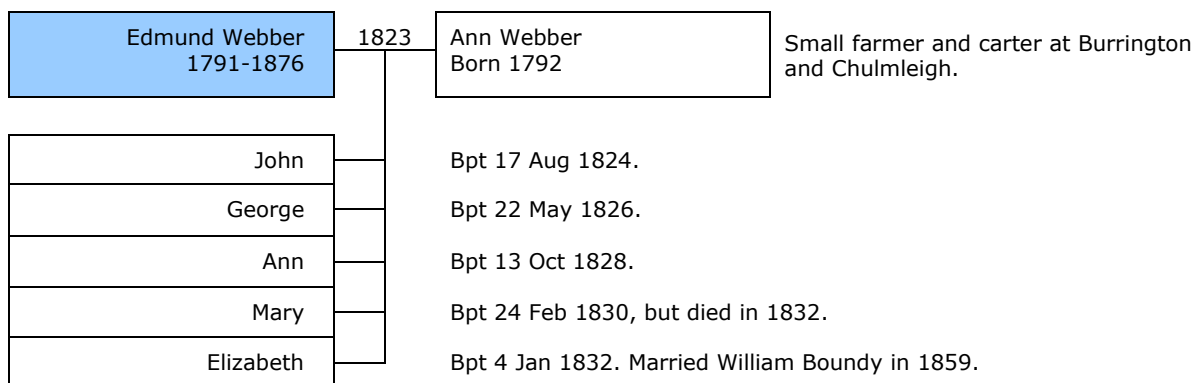 Edmund Webber
1791-1876
1823
Ann Webber
Born 1792
Small farmer and carter at Burrington
and Chulmleigh.
John
Bpt 17 Aug 1824.
George
Bpt 22 May 1826.
Ann
Bpt 13 Oct 1828.
Mary
Bpt 24 Feb 1830, but died in 1832.
Elizabeth
Bpt 4 Jan 1832. Married William Boundy in 1859.